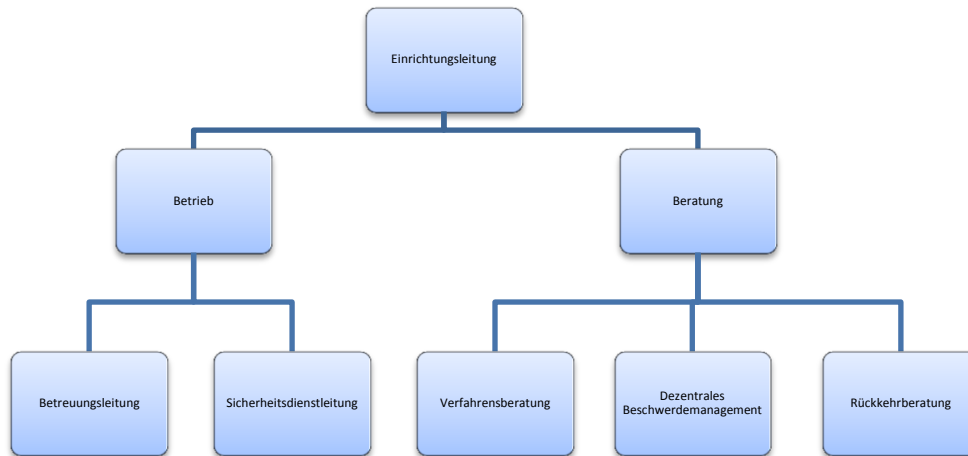 Einrichtungsleitung
Betrieb
Beratung
Betreuungsleitung
Sicherheitsdienstleitung
Verfahrensberatung
Dezentrales
Beschwerdemanagement
Rückkehrberatung